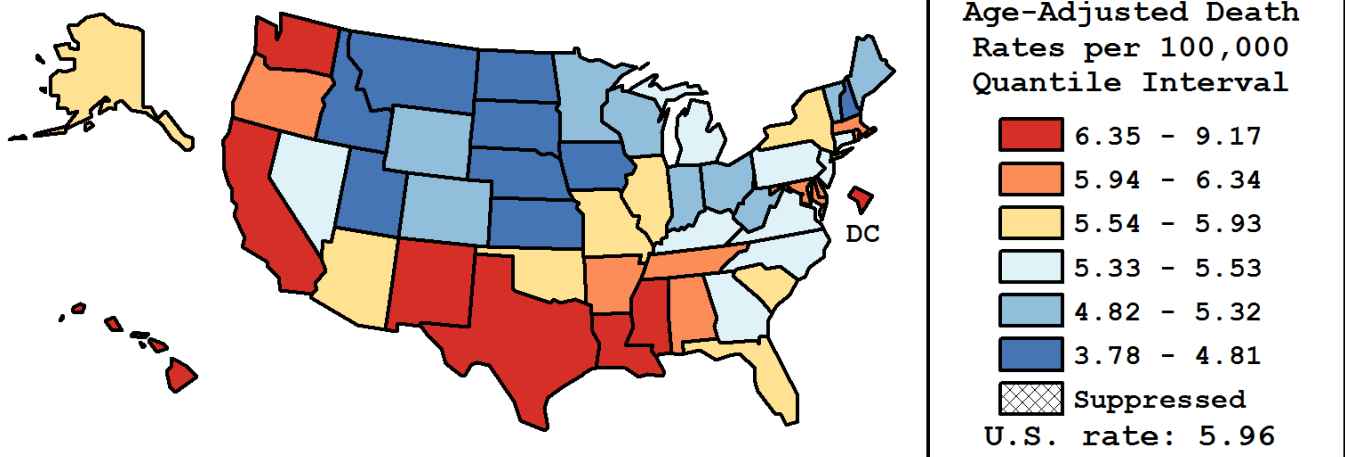 DC
Age-Adjusted Death
Rates per 100,000
Quantile Interval
6.35 - 9.17
5.94 - 6.34
5.54 - 5.93
5.33 - 5.53
4.82 - 5.32
3.78 - 4.81
Suppressed
U.S. rate: 5.96